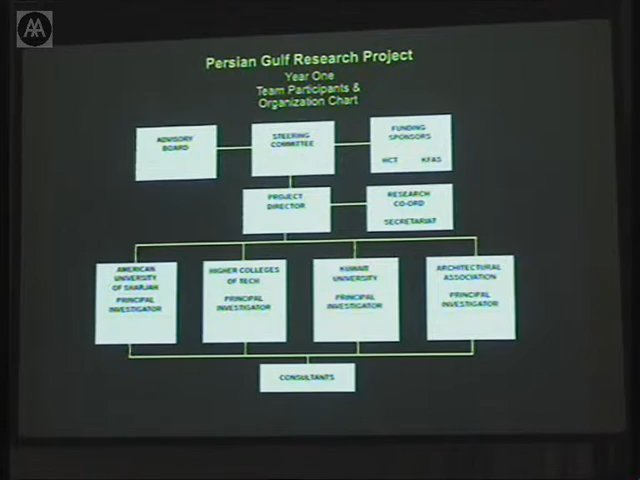 AA
Persian Gulf Research Project
Year One
Team Participants &
Organization Chart
ADVISORY
BOARD
STEERING
COMMITTEE
FUNDING
SPONSORS
HCT KFAS
PROJECT
DIRECTOR
RESEARCH
CO-ORD
SECRETARIAT
AMERICAN
UNIVERSITY
OF SHARJAH
PRINCIPAL
INVESTIGATOR
HIGHER COLLEGES
OF TECH
PRINCIPAL
INVESTIGATOR
KUWAIT
UNIVERSITY
PRINCIPAL
INVESTIGATOR
ARCHITECTURAL
ASSOCIATION
PRINCIPAL
INVESTIGATOR
CONSULTANTS